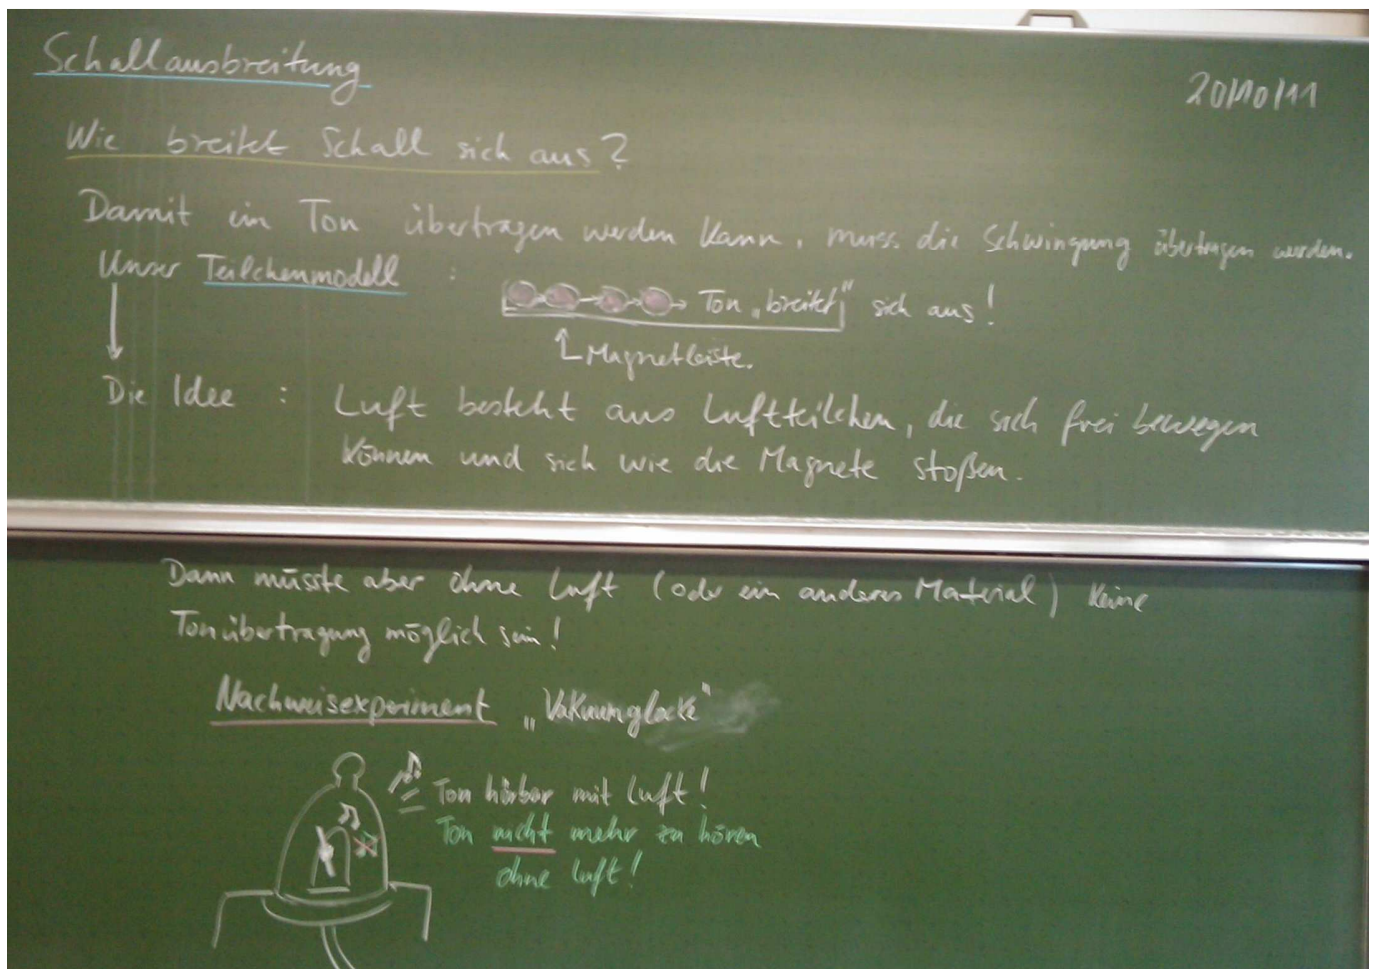 Schallausbreitung
20/10/11
Wie breitet Schall sich aus?
Damit ein Ton übertragen werden kann, muss die Schwingung übertragen werden.
Unser Teilchenmodell :
Ton „breitet“ sich aus!
Magnetleiste.
Die Idee : Luft besteht aus Luftteilchen, die sich frei bewegen
können und sich wie die Magnete stoßen.
Dann müsste aber ohne Luft (oder ein anderes Material) keine
Tonübertragung möglich sein!
Nachweisexperiment „Vakuumglocke“
Ton hörbar mit Luft!
Ton nicht mehr zu hören
ohne Luft!